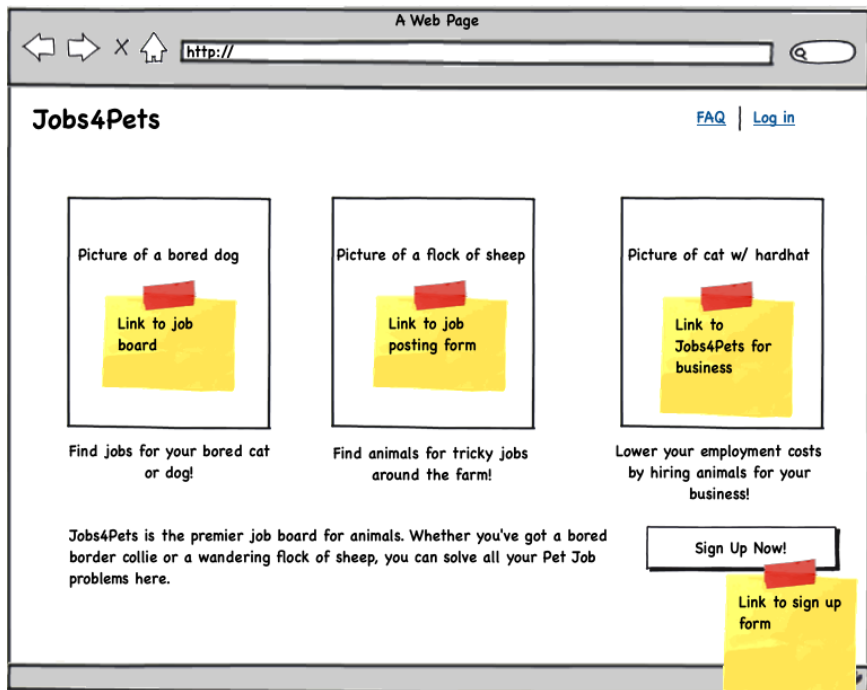 A Web Page
http://
Jobs4Pets
FAQ | Log in
Picture of a bored dog
Link to job
board
Find jobs for your bored cat
or dog!
Picture of a flock of sheep
Link to job
posting form
Find animals for tricky jobs
around the farm!
Picture of cat w/ hardhat
Link to
Jobs4Pets for
business
Lower your employment costs
by hiring animals for your
business!
Jobs4Pets is the premier job board for animals. Whether you've got a bored
border collie or a wandering flock of sheep, you can solve all your Pet Job
problems here.
Sign Up Now!
Link to sign up
form